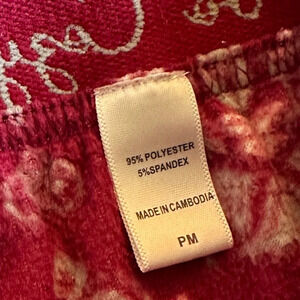 95% POLYESTER
5%SPANDEX
MADE IN CAMBODIA
PM